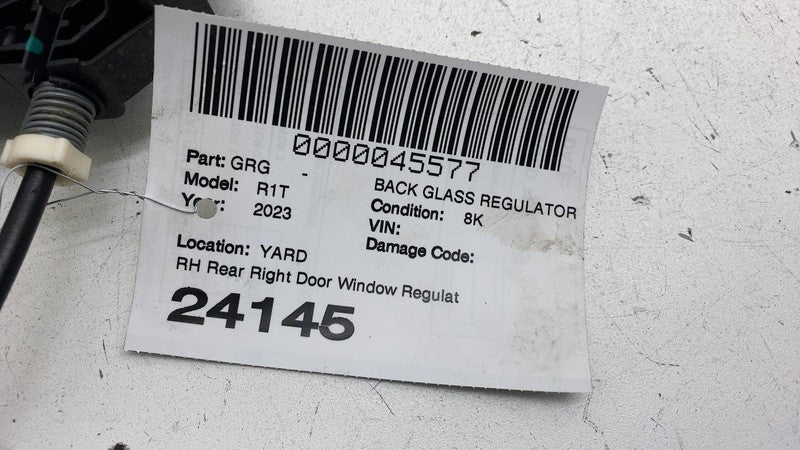 0000045577
Part: GRG -
BACK GLASS REGULATOR
Model: R1T
Condition: 8K
Year: 2023
VIN:
Damage Code:
Location: YARD
RH Rear Right Door Window Regulat
24145